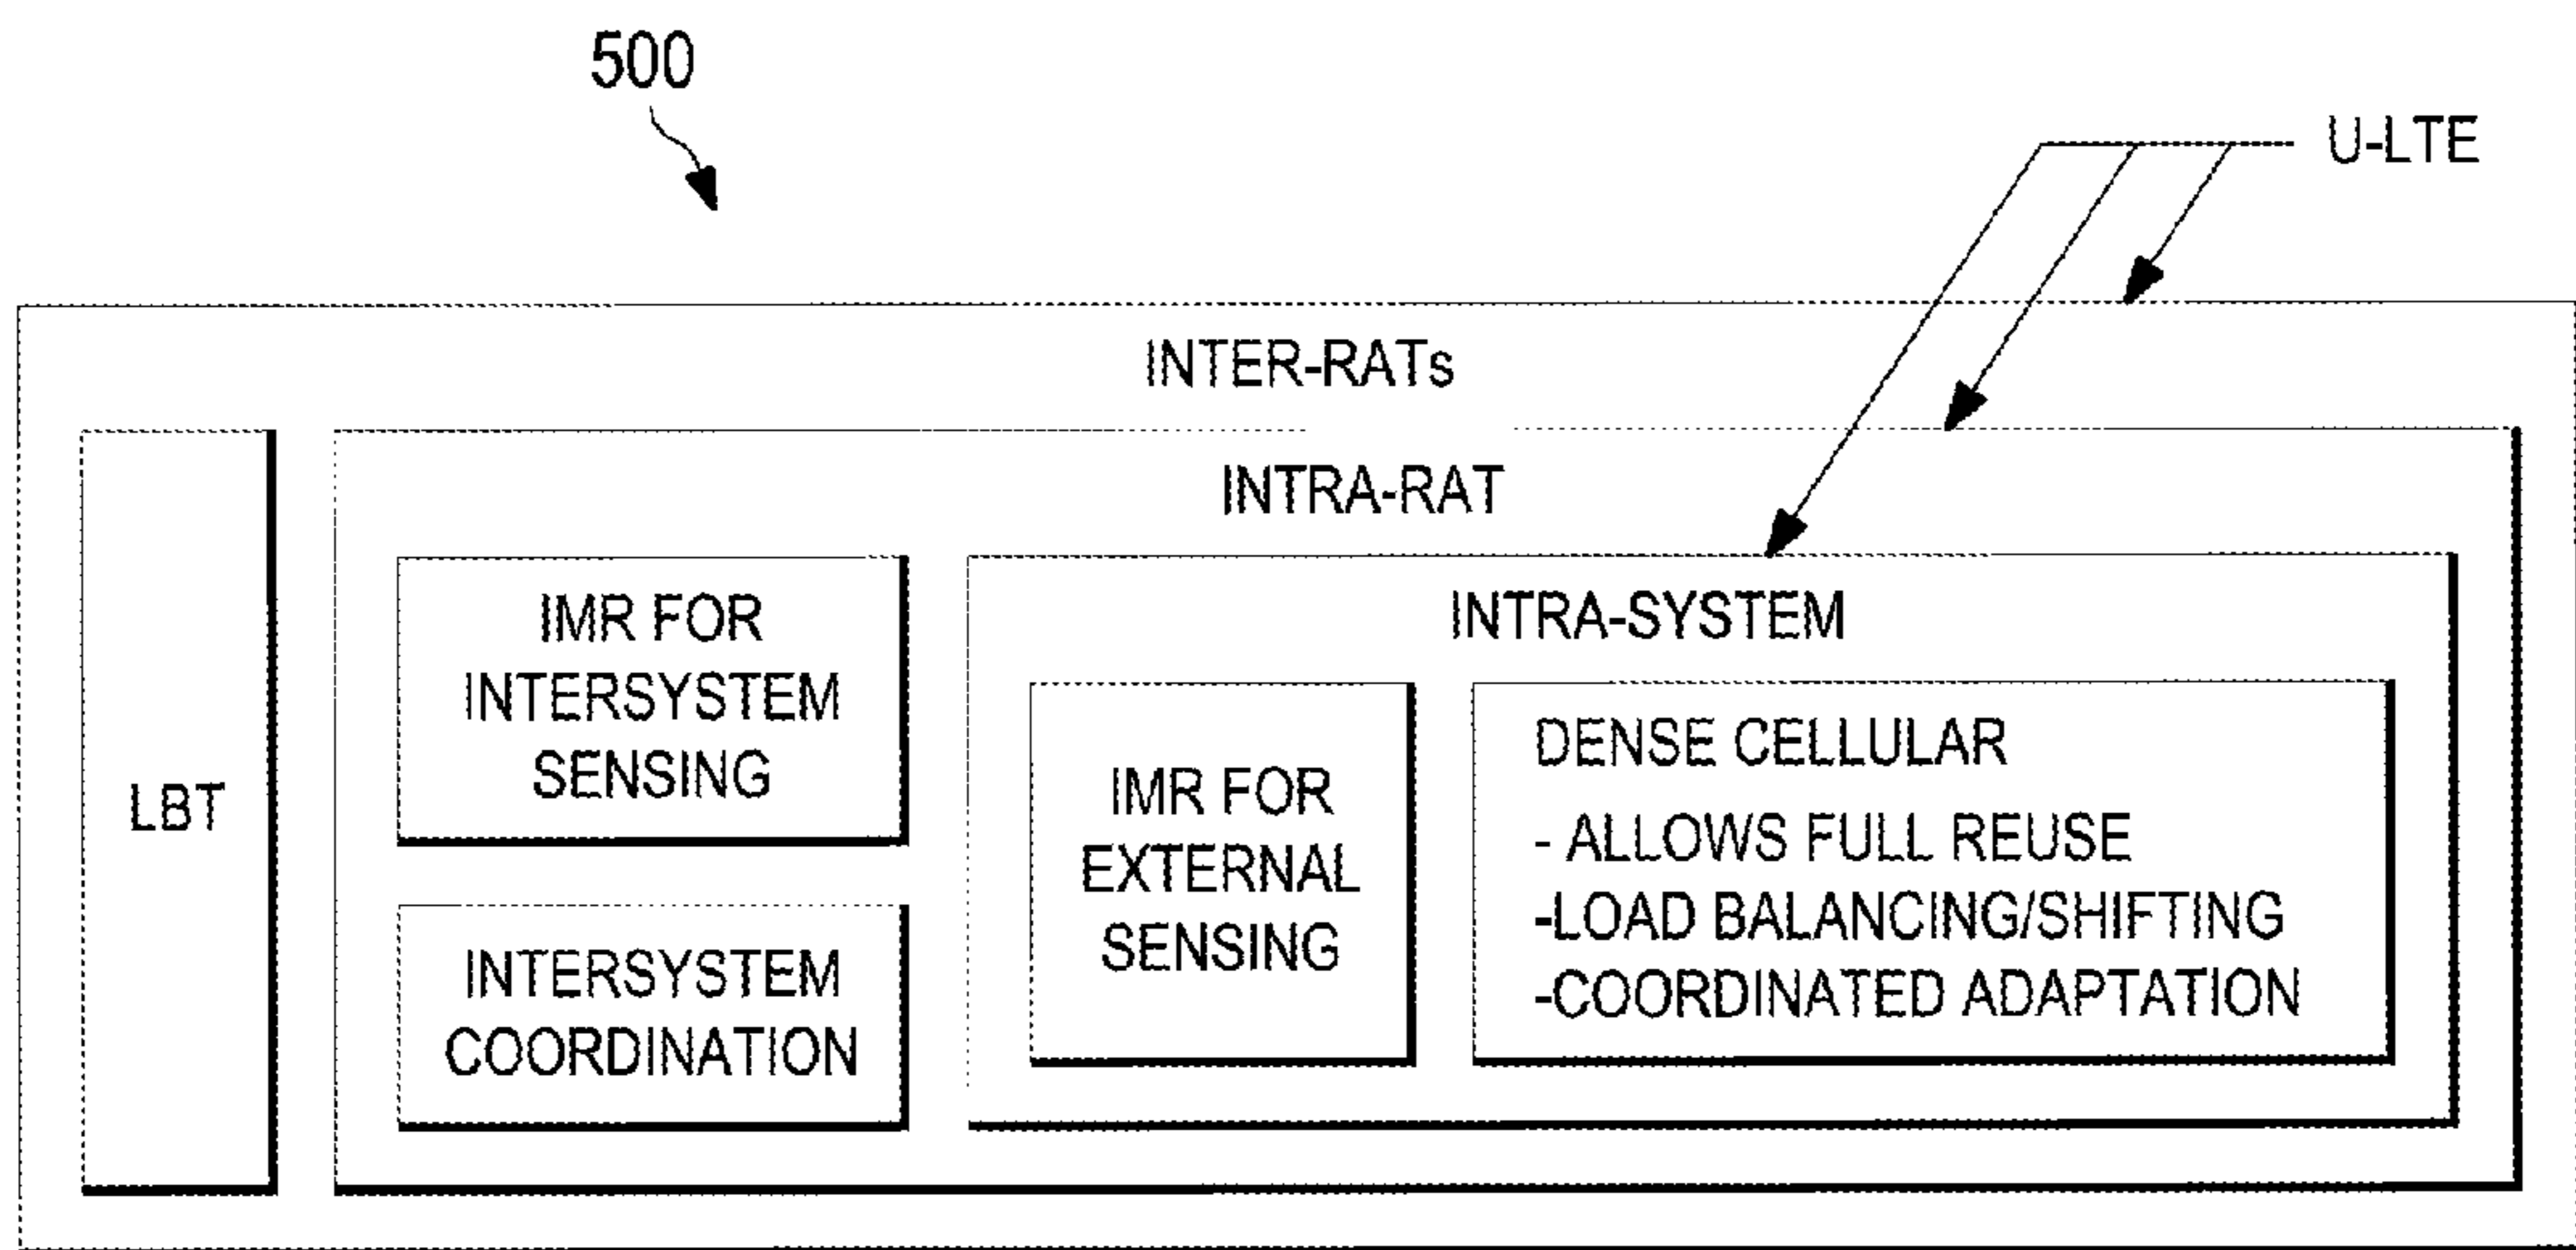 500
U-LTE
INTER-RATs
LBT
INTRA-RAT
IMR FOR
INTERSYSTEM
SENSING
INTERSYSTEM
COORDINATION
INTRA-SYSTEM
IMR FOR
EXTERNAL
SENSING
DENSE CELLULAR
- ALLOWS FULL REUSE
-LOAD BALANCING/SHIFTING
-COORDINATED ADAPTATION